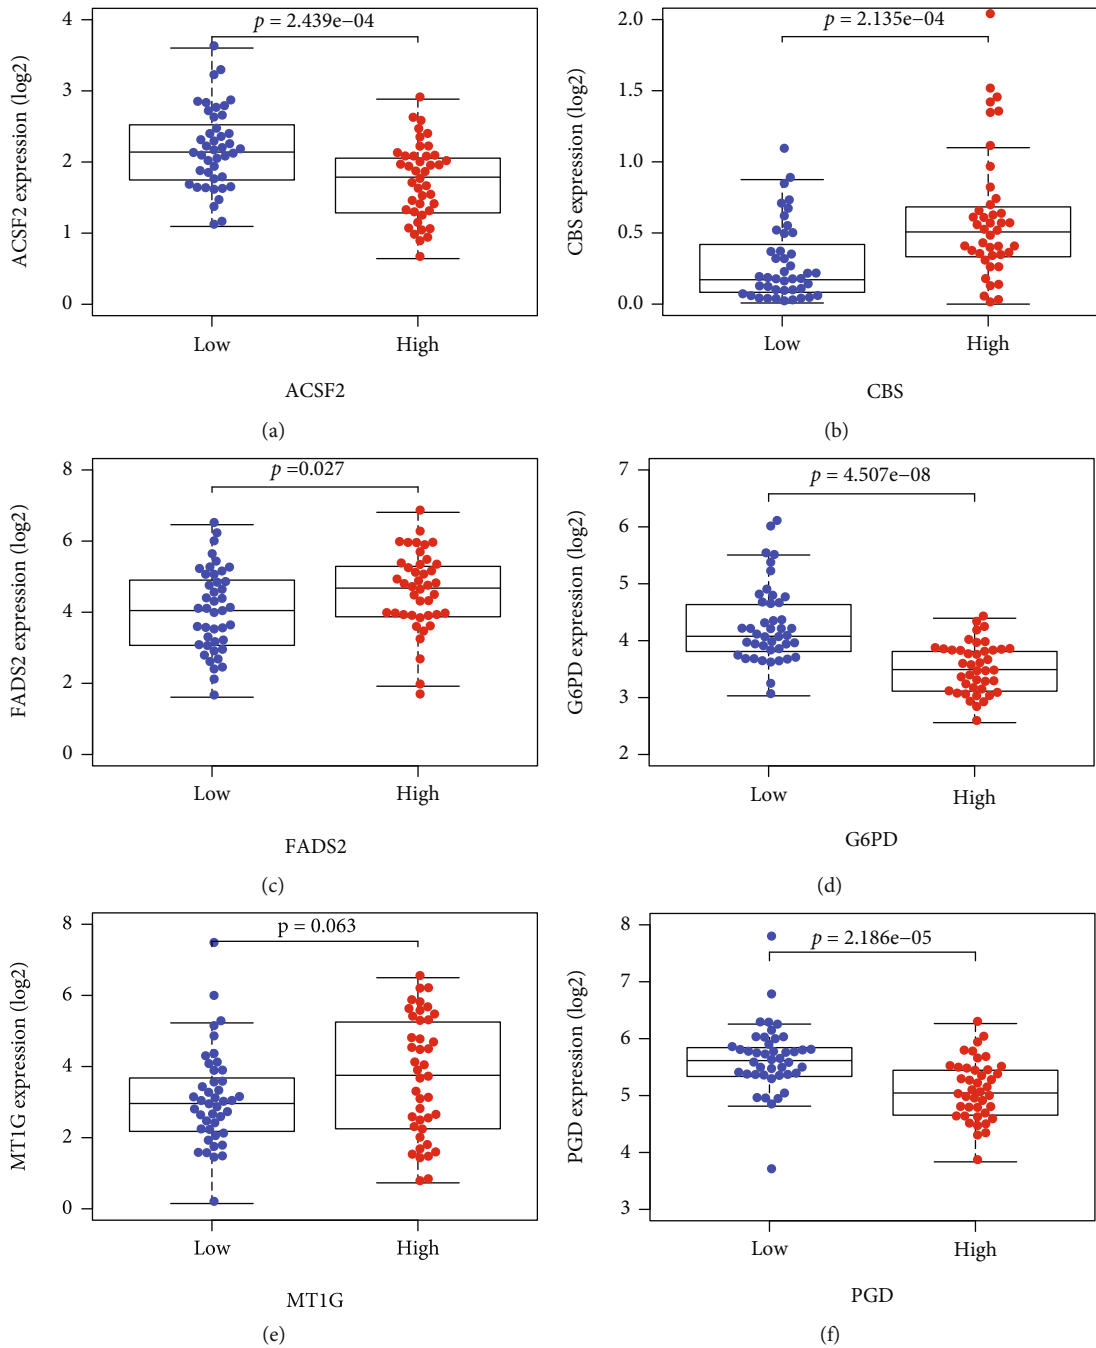 p = 2.439e−04
ACSF2 expression (log2)
4
3
2
1
0
Low
High
ACSF2
(a)
p = 2.135e−04
CBS expression (log2)
2.0
1.5
1.0
0.5
0.0
Low
High
CBS
(b)
p =0.027
FADS2 expression (log2)
8
6
4
2
0
Low
High
FADS2
(c)
p = 4.507e−08
G6PD expression (log2)
7
6
5
4
3
2
Low
High
G6PD
(d)
p = 0.063
MT1G expression (log2)
8
6
4
2
0
Low
High
MT1G
(e)
p = 2.186e−05
PGD expression (log2)
8
7
6
5
4
3
Low
High
PGD
(f)